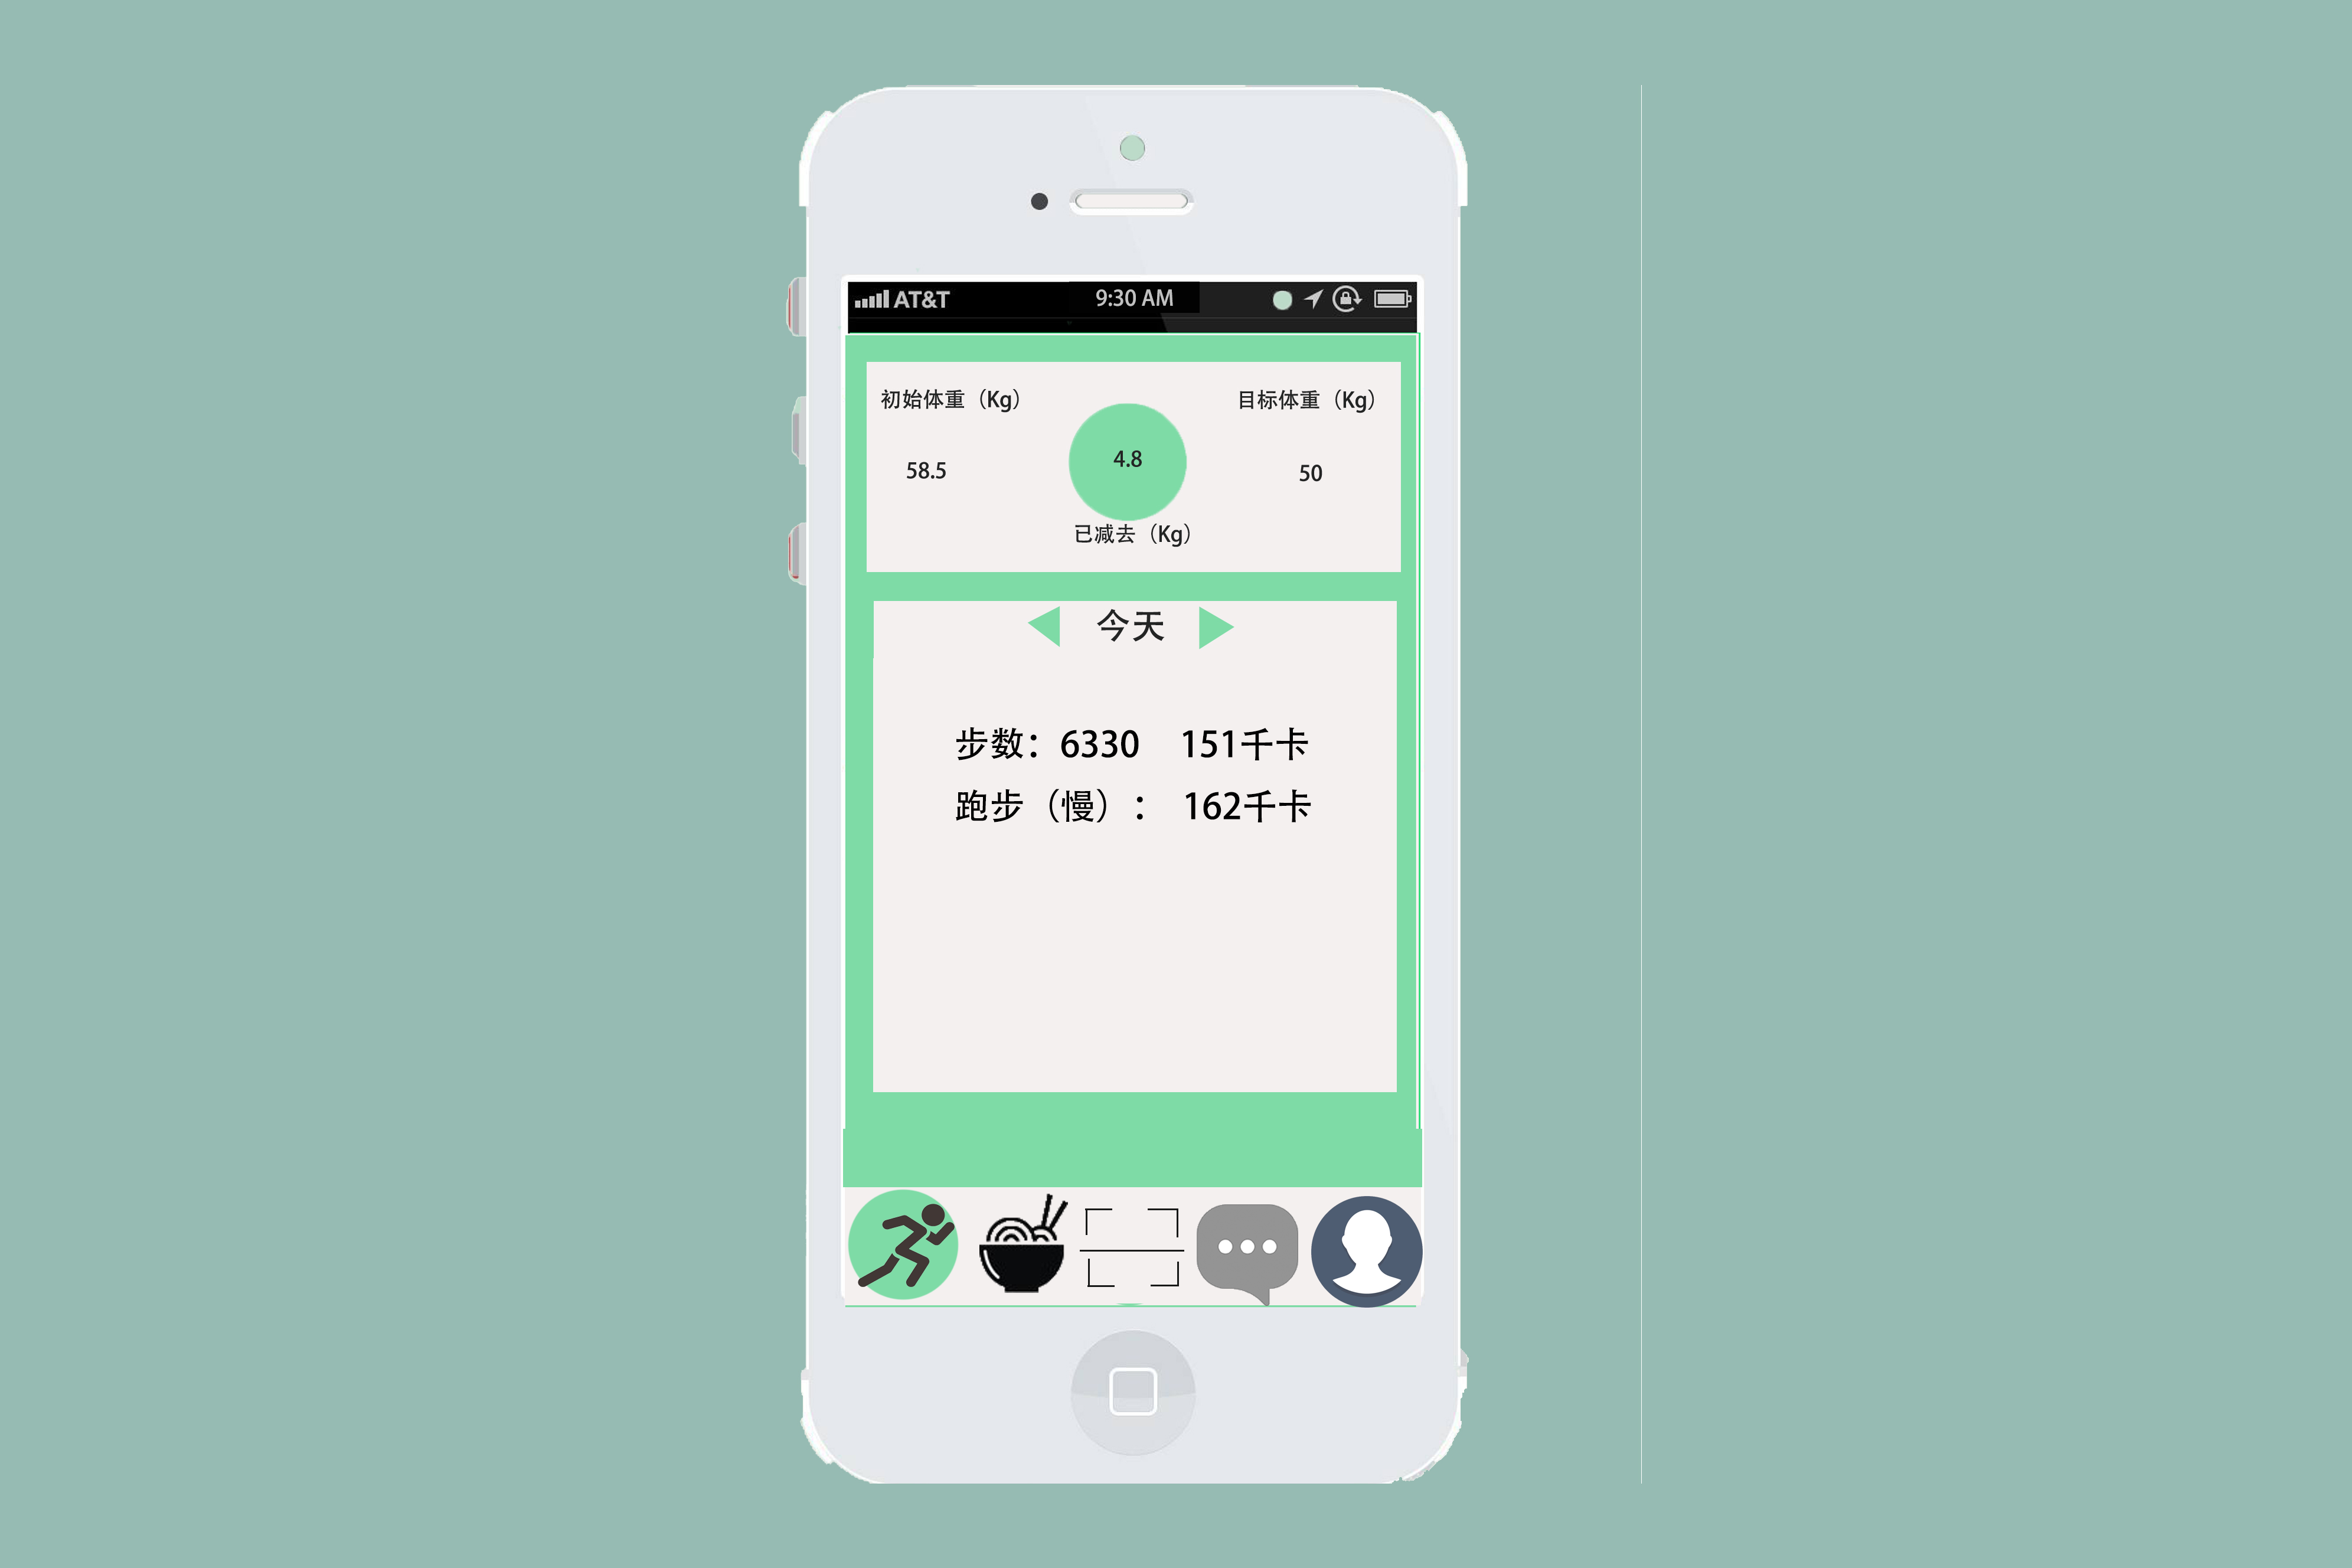 AT&T 9:30 AM
初始体重（Kg） 目标体重（Kg）
58.5 4.8 50
已减去（Kg）
今天
步数：6330 151千卡
跑步（慢）： 162千卡